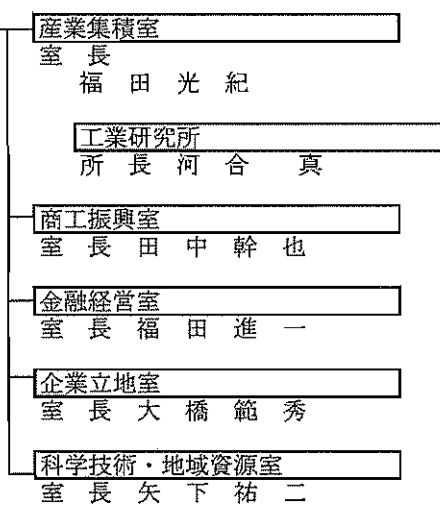 産業集積室
室 長
福 田 光 紀
工業研究所
所 長 河 合 真
商工振興室
室 長 田 中 幹 也
金融経営室
室 長 福 田 進 一
企業立地室
室 長 大 橋 範 秀
科学技術・地域資源室
室 長 矢 下 祐 二